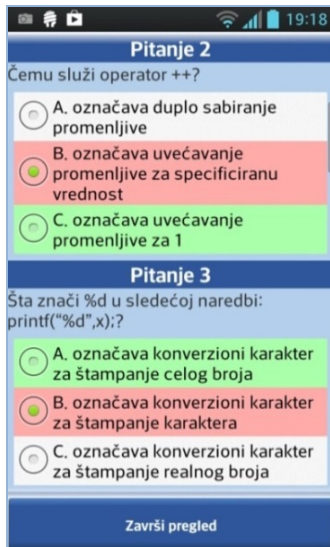 19:18
Pitanje 2
Čemu služi operator ++?
A. označava duplo sabiranje
promenljive
B. označava uvećavanje
promenljive za specificiranu
vrednost
C. označava uvećavanje
promenljive za 1
Pitanje 3
Šta znači %d u sledećoj naredbi:
printf(“%d”,x);?
A. označava konverzioni karakter
za štampanje celog broja
B. označava konverzioni karakter
za štampanje karaktera
C. označava konverzioni karakter
za štampanje realnog broja
Završi pregled